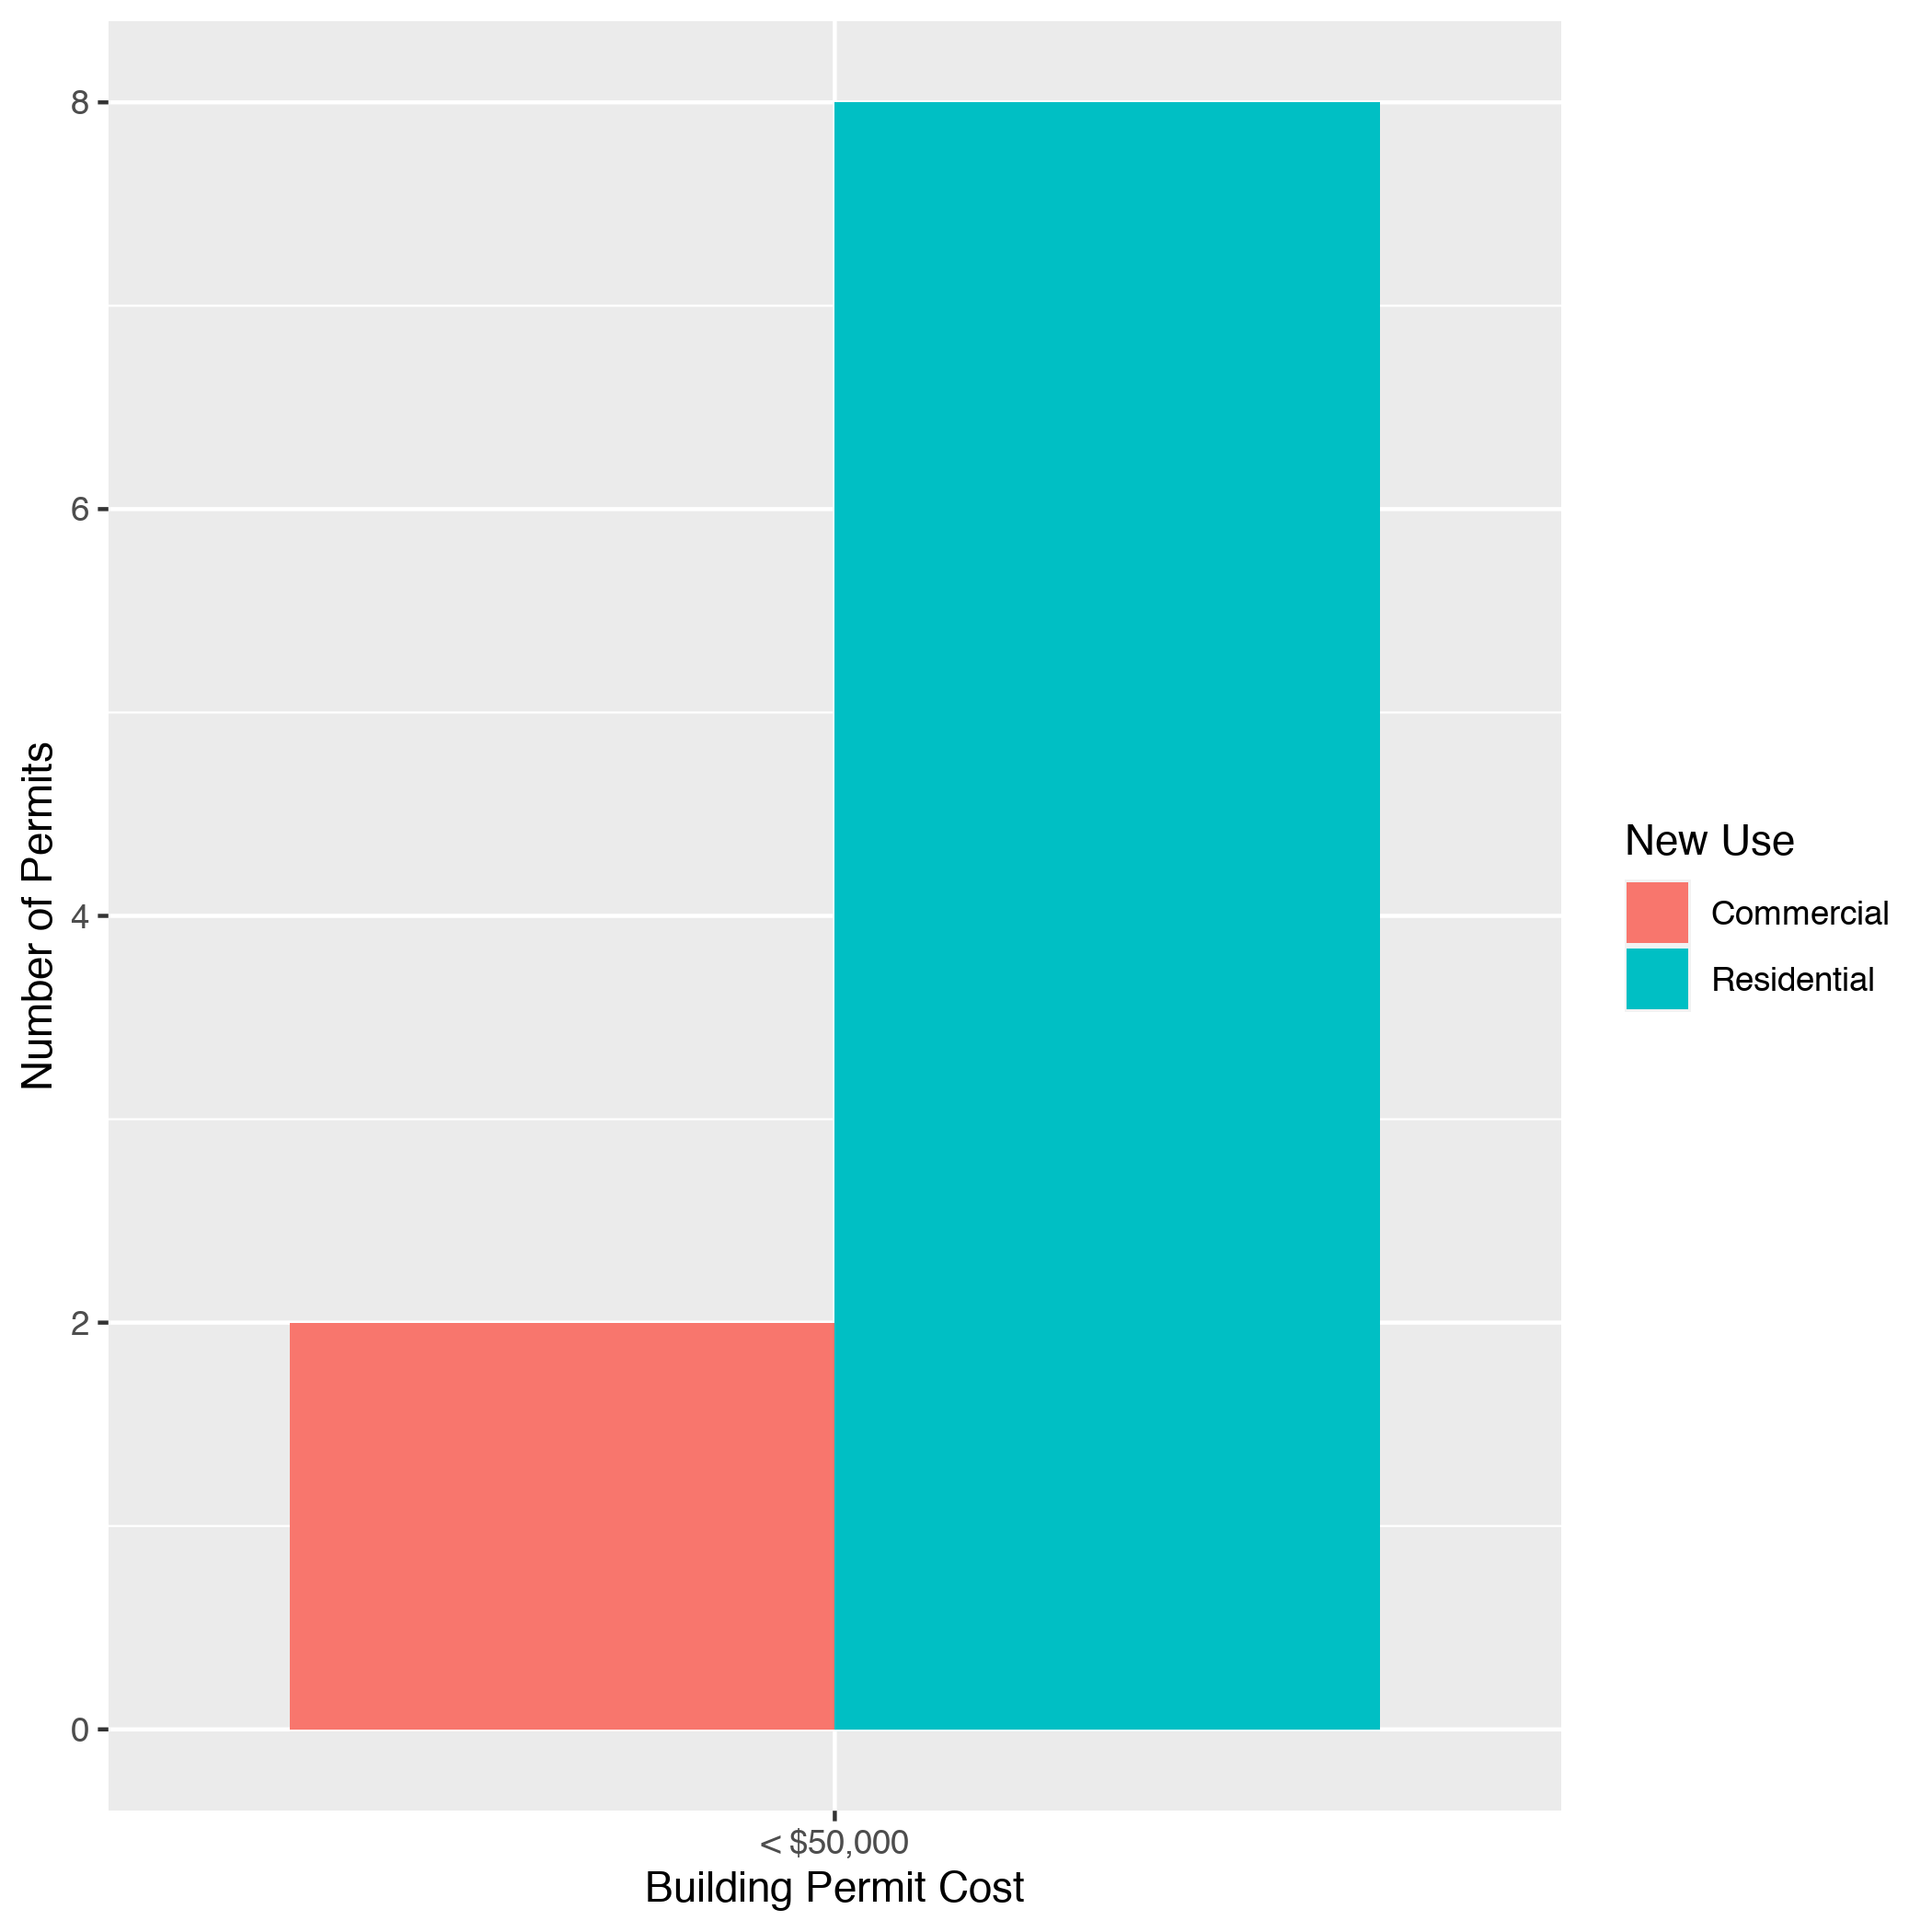 8
6
4
2
0
Number of Permits
< $50,000
Building Permit Cost
New Use
Commercial
Residential